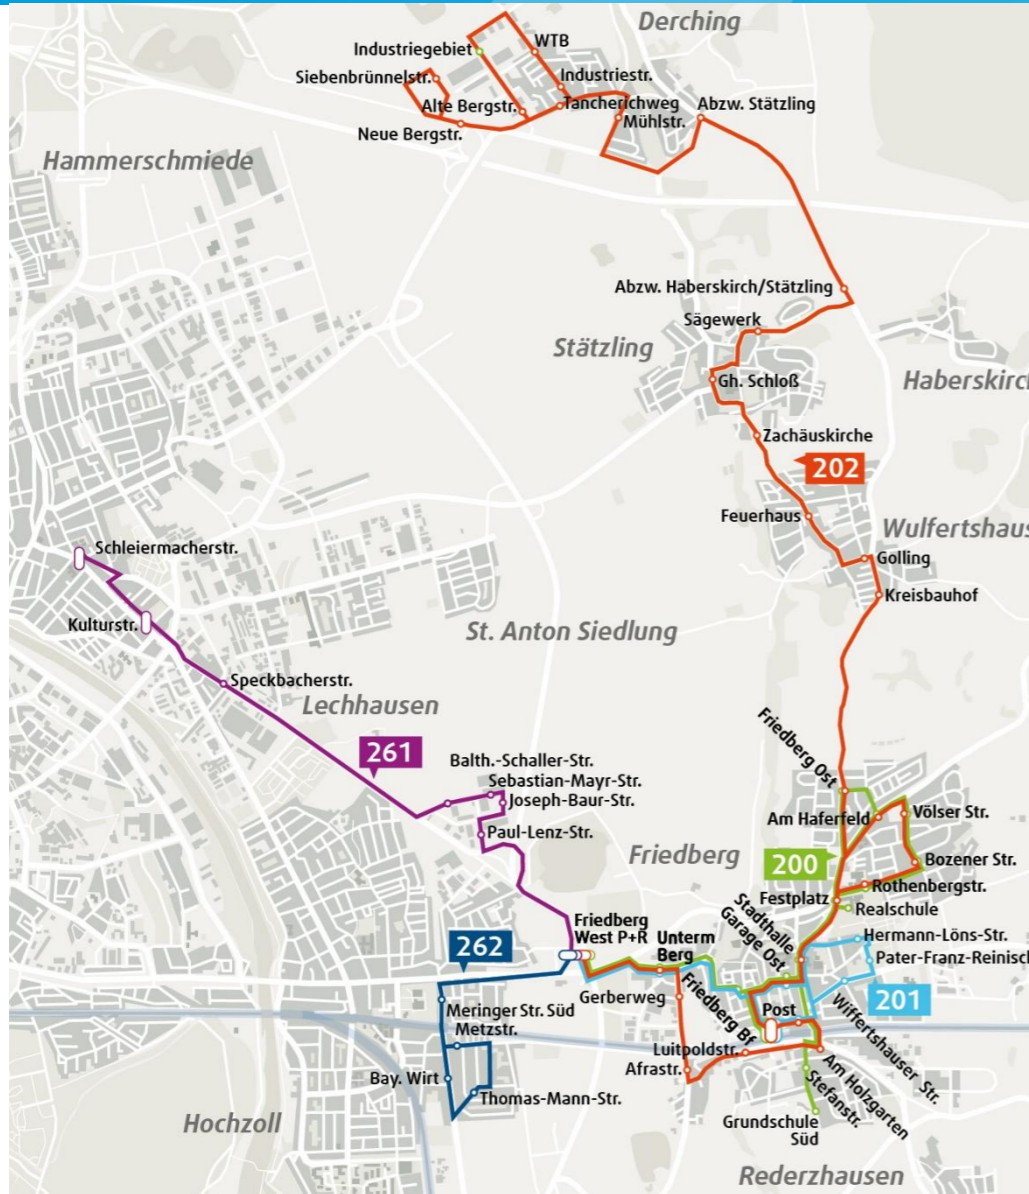 Derching
Industriegebiet
WTB
Siebenbrünnelstr.
Industriestr.
Alte Bergstr.
Tancherichweg
Abzw. Stätzling
Mühlstr.
Neue Bergstr.
Hammerschmiede
Abzw. Haberskirch/Stätzling
Sägewerk
Stätzling
Gh. Schloß
Haberskirch
Zachäuskirche
202
Feuerhaus
Wulfertshaus
Schleiermacherstr.
Golling
Kreisbauhof
Kulturstr.
St. Anton Siedlung
Speckbacherstr.
Lechhausen
261
Friedberg Ost
Balth.-Schaller-Str.
Sebastian-Mayr-Str.
Joseph-Baur-Str.
Am Haferfeld
Völser Str.
Paul-Lenz-Str.
Friedberg
200
Bozener Str.
Rothenbergstr.
Festplatz
Realschule
Stadthalle
Garage Ost
Friedberg
West P+R
Unterm
Berg
Hermann-Löns-Str.
262
Pater-Franz-Reinisch
Gerberweg
Friedberg Bf
201
Meringer Str. Süd
Post
Wiffertshauser Str.
Metzstr.
Luitpoldstr.
Bay. Wirt
Afrastr.
Am Holzgarten
Thomas-Mann-Str.
Stefanstr.
Hochzoll
Grundschule
Süd
Rederzhausen